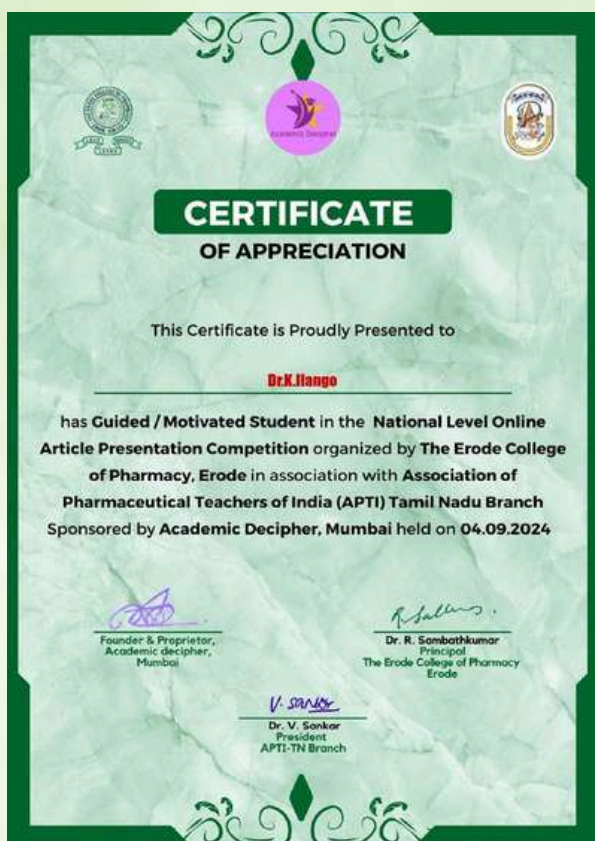 Academic Decipher
CERTIFICATE
OF APPRECIATION
This Certificate is Proudly Presented to
Dr.K.Ilango
has Guided / Motivated Student in the National Level Online
Article Presentation Competition organized by The Erode College
of Pharmacy, Erode in association with Association of
Pharmaceutical Teachers of India (APTI) Tamil Nadu Branch
Sponsored by Academic Decipher, Mumbai held on 04.09.2024
Founder & Proprietor,
Academic decipher,
Mumbai
Dr. R. Sambathkumar
Principal
The Erode College of Pharmacy
Erode
V. Sankar
Dr. V. Sankar
President
APTI-TN Branch